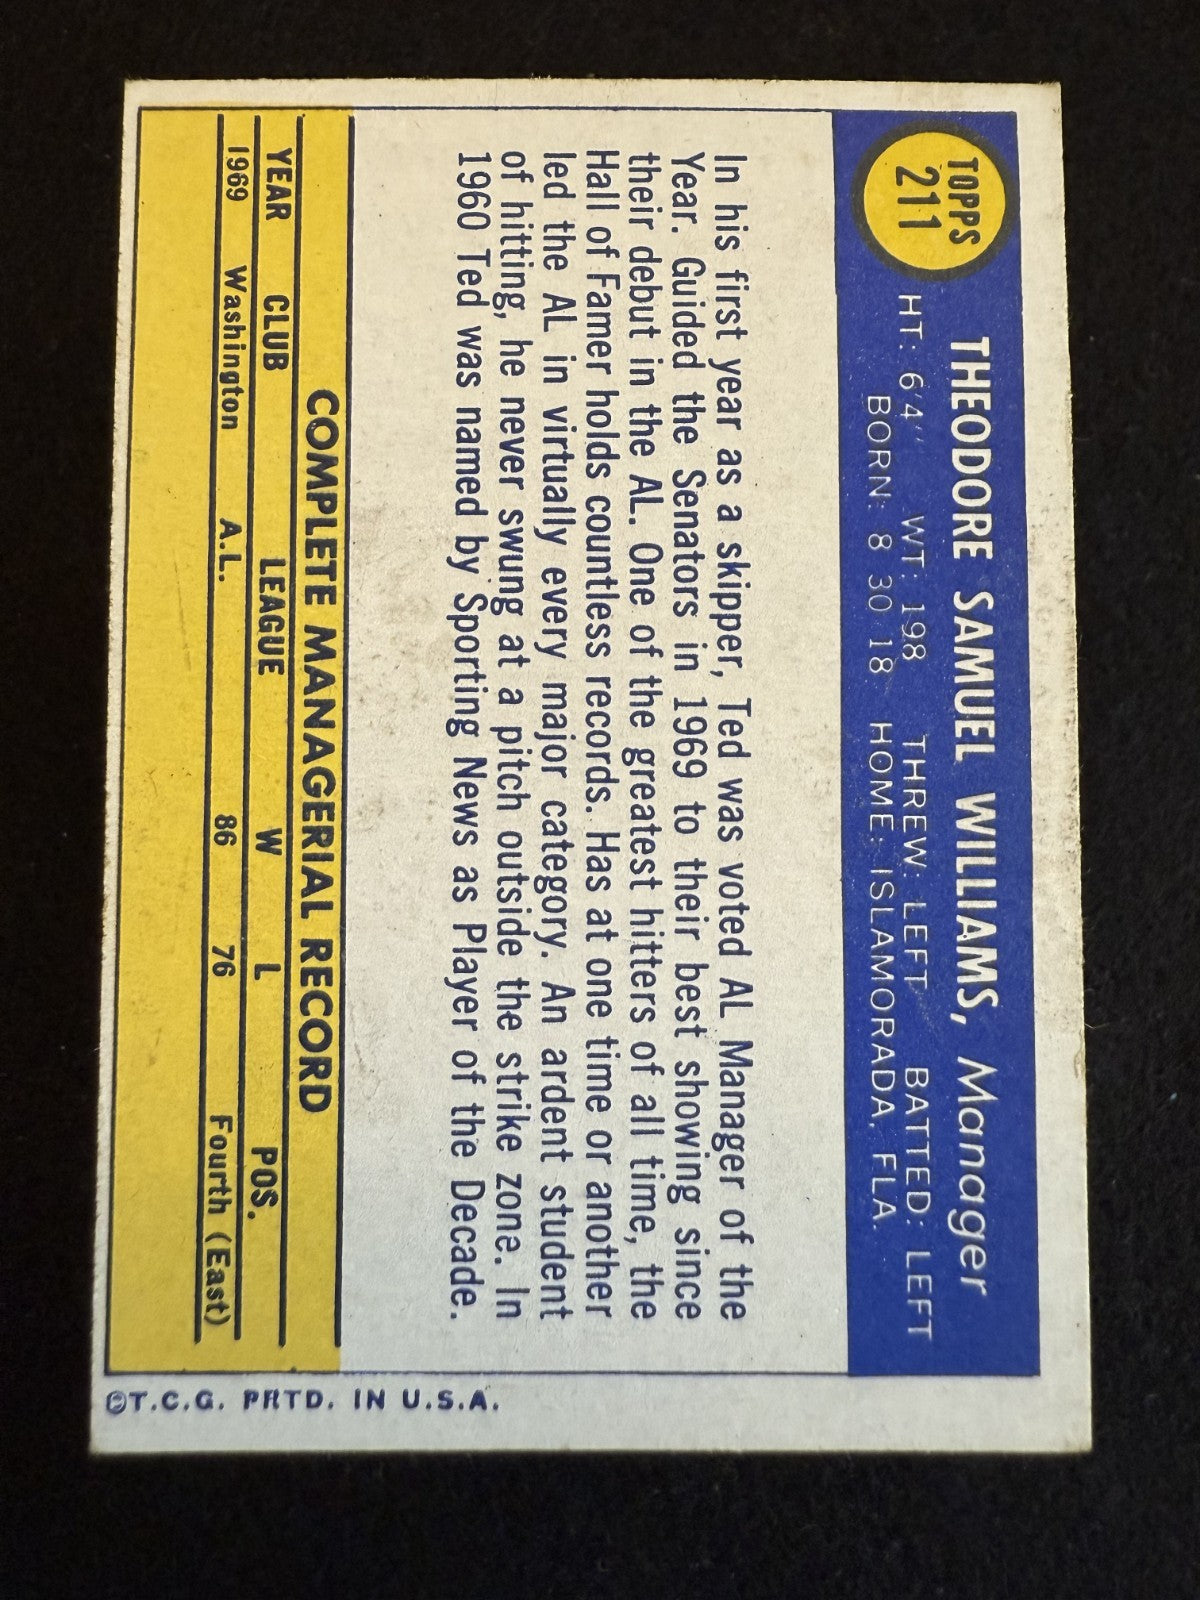 TOPPS
211
THEODORE SAMUEL WILLIAMS, Manager
HT: 6'4'' WT: 198 THREW: LEFT BATTED: LEFT
BORN: 8 30 18 HOME: ISLAMORADA, FLA.
In his first year as a skipper, Ted was voted AL Manager of the
Year. Guided the Senators in 1969 to their best showing since
their debut in the AL. One of the greatest hitters of all time, the
Hall of Famer holds countless records. Has at one time or another
led the AL in virtually every major category. An ardent student
of hitting, he never swung at a pitch outside the strike zone. In
1960 Ted was named by Sporting News as Player of the Decade.
COMPLETE MANAGERIAL RECORD
YEAR CLUB LEAGUE W L POS.
1969 Washington A.L. 86 76 Fourth (East)
©T.C.G. PRTD. IN U.S.A.